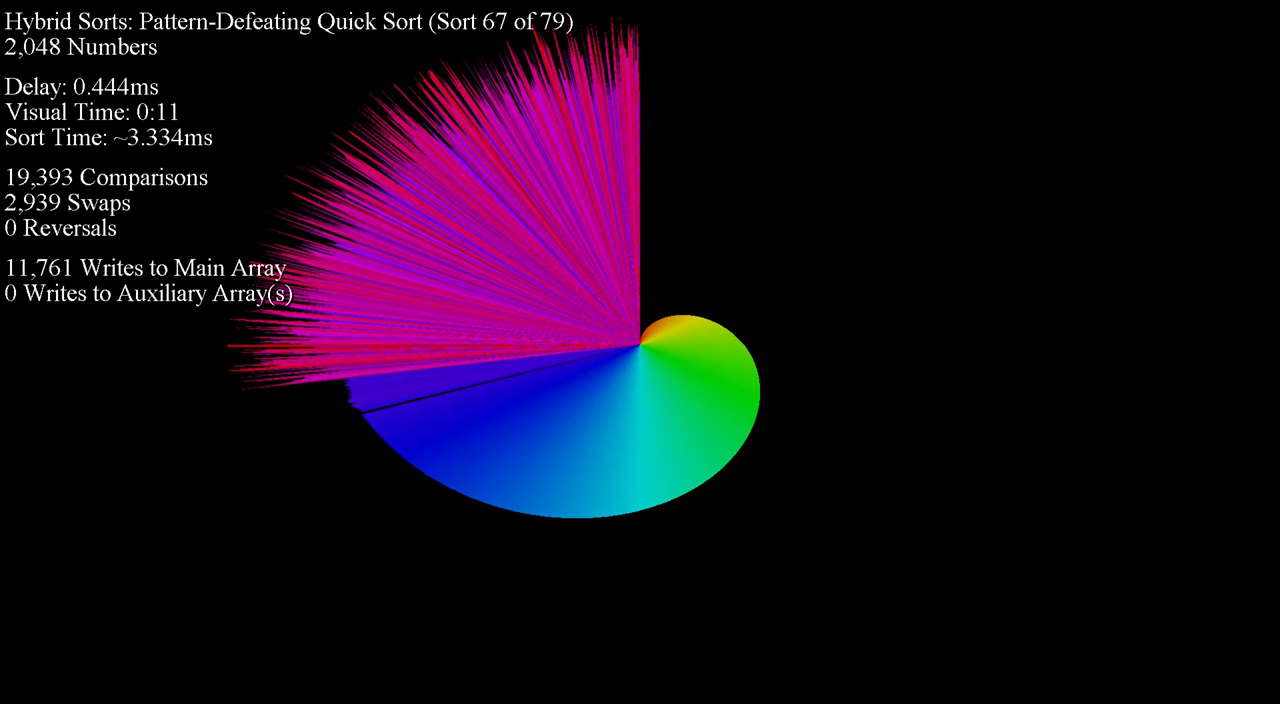 Hybrid Sorts: Pattern-Defeating Quick Sort (Sort 67 of 79)
2,048 Numbers
Delay: 0.444ms
Visual Time: 0:11
Sort Time: ~3.334ms
19,393 Comparisons
2,939 Swaps
0 Reversals
11,761 Writes to Main Array
0 Writes to Auxiliary Array(s)